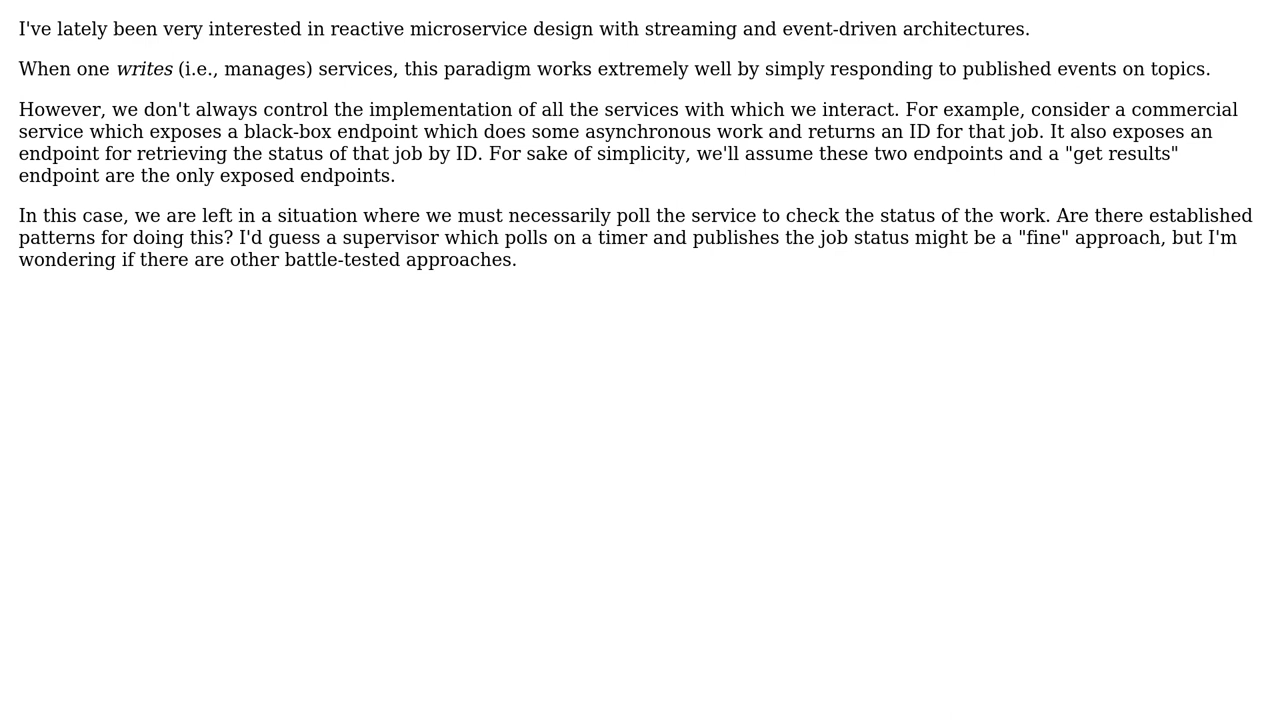 I've lately been very interested in reactive microservice design with streaming and event-driven architectures.
When one writes (i.e., manages) services, this paradigm works extremely well by simply responding to published events on topics.
However, we don't always control the implementation of all the services with which we interact. For example, consider a commercial
service which exposes a black-box endpoint which does some asynchronous work and returns an ID for that job. It also exposes an
endpoint for retrieving the status of that job by ID. For sake of simplicity, we'll assume these two endpoints and a "get results"
endpoint are the only exposed endpoints.
In this case, we are left in a situation where we must necessarily poll the service to check the status of the work. Are there established
patterns for doing this? I'd guess a supervisor which polls on a timer and publishes the job status might be a "fine" approach, but I'm
wondering if there are other battle-tested approaches.